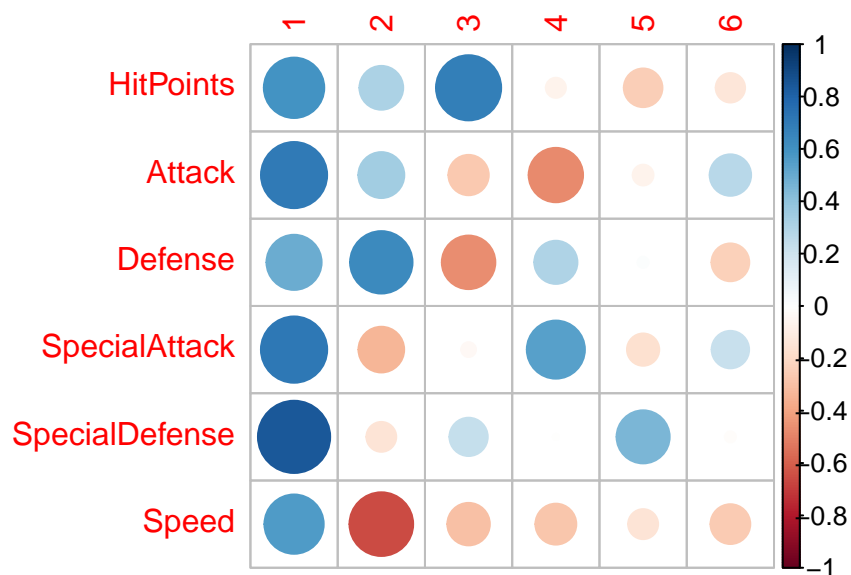 1 2 3 4 5 6
HitPoints
Attack
Defense
SpecialAttack
SpecialDefense
Speed
1
0.8
0.6
0.4
0.2
0
−0.2
−0.4
−0.6
−0.8
−1